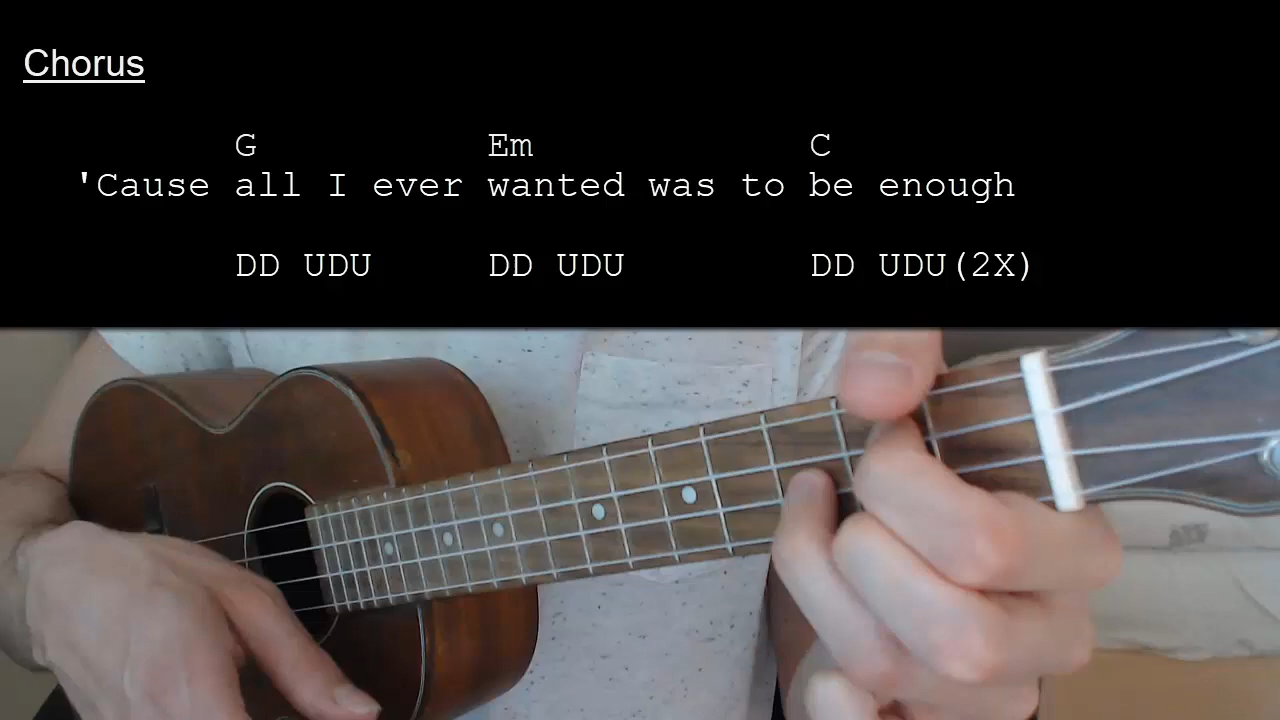 Chorus
G Em C
'Cause all I ever wanted was to be enough
DD UDU DD UDU DD UDU(2X)